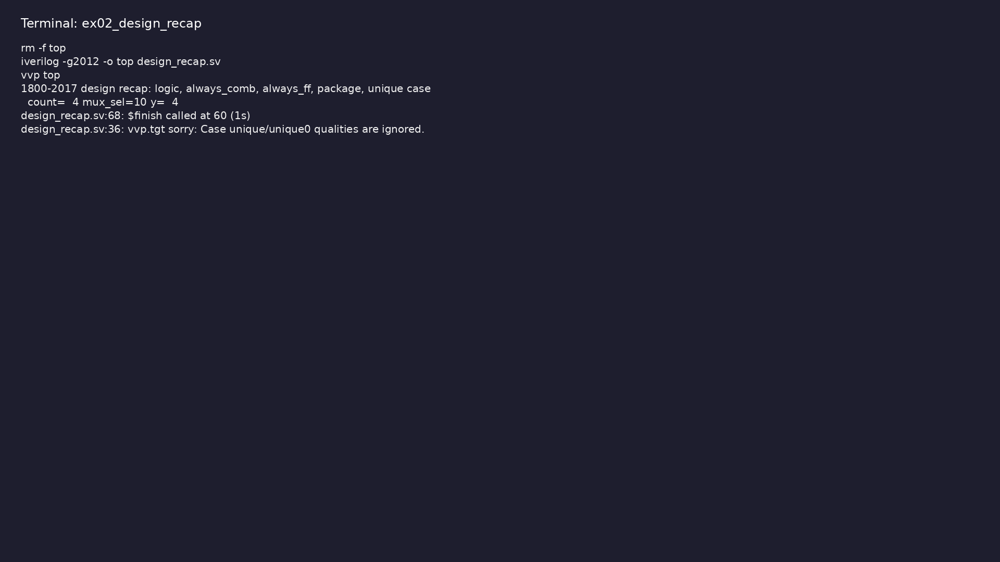 Terminal: ex02_design_recap
rm -f top
iverilog -g2012 -o top design_recap.sv
vvp top
1800-2017 design recap: logic, always_comb, always_ff, package, unique case
  count=  4 mux_sel=10 y=  4
design_recap.sv:68: $finish called at 60 (1s)
design_recap.sv:36: vvp.tgt sorry: Case unique/unique0 qualities are ignored.